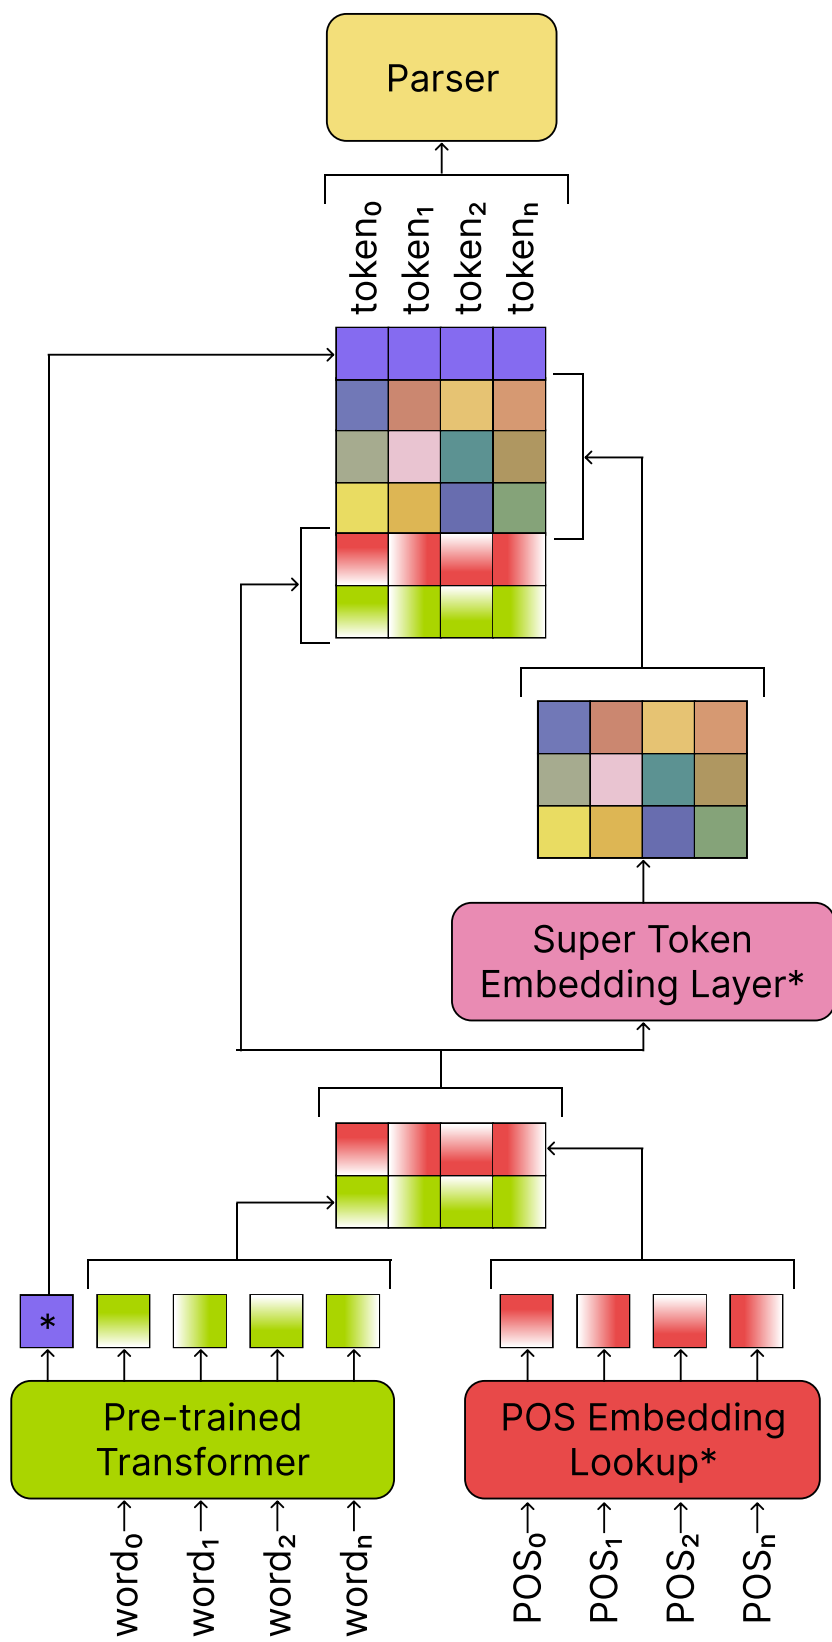 Parser
token₀
token₁
token₂
tokenₙ
Super Token
Embedding Layer*
*
Pre-trained
Transformer
POS Embedding
Lookup*
word₀
word₁
word₂
wordₙ
POS₀
POS₁
POS₂
POSₙ